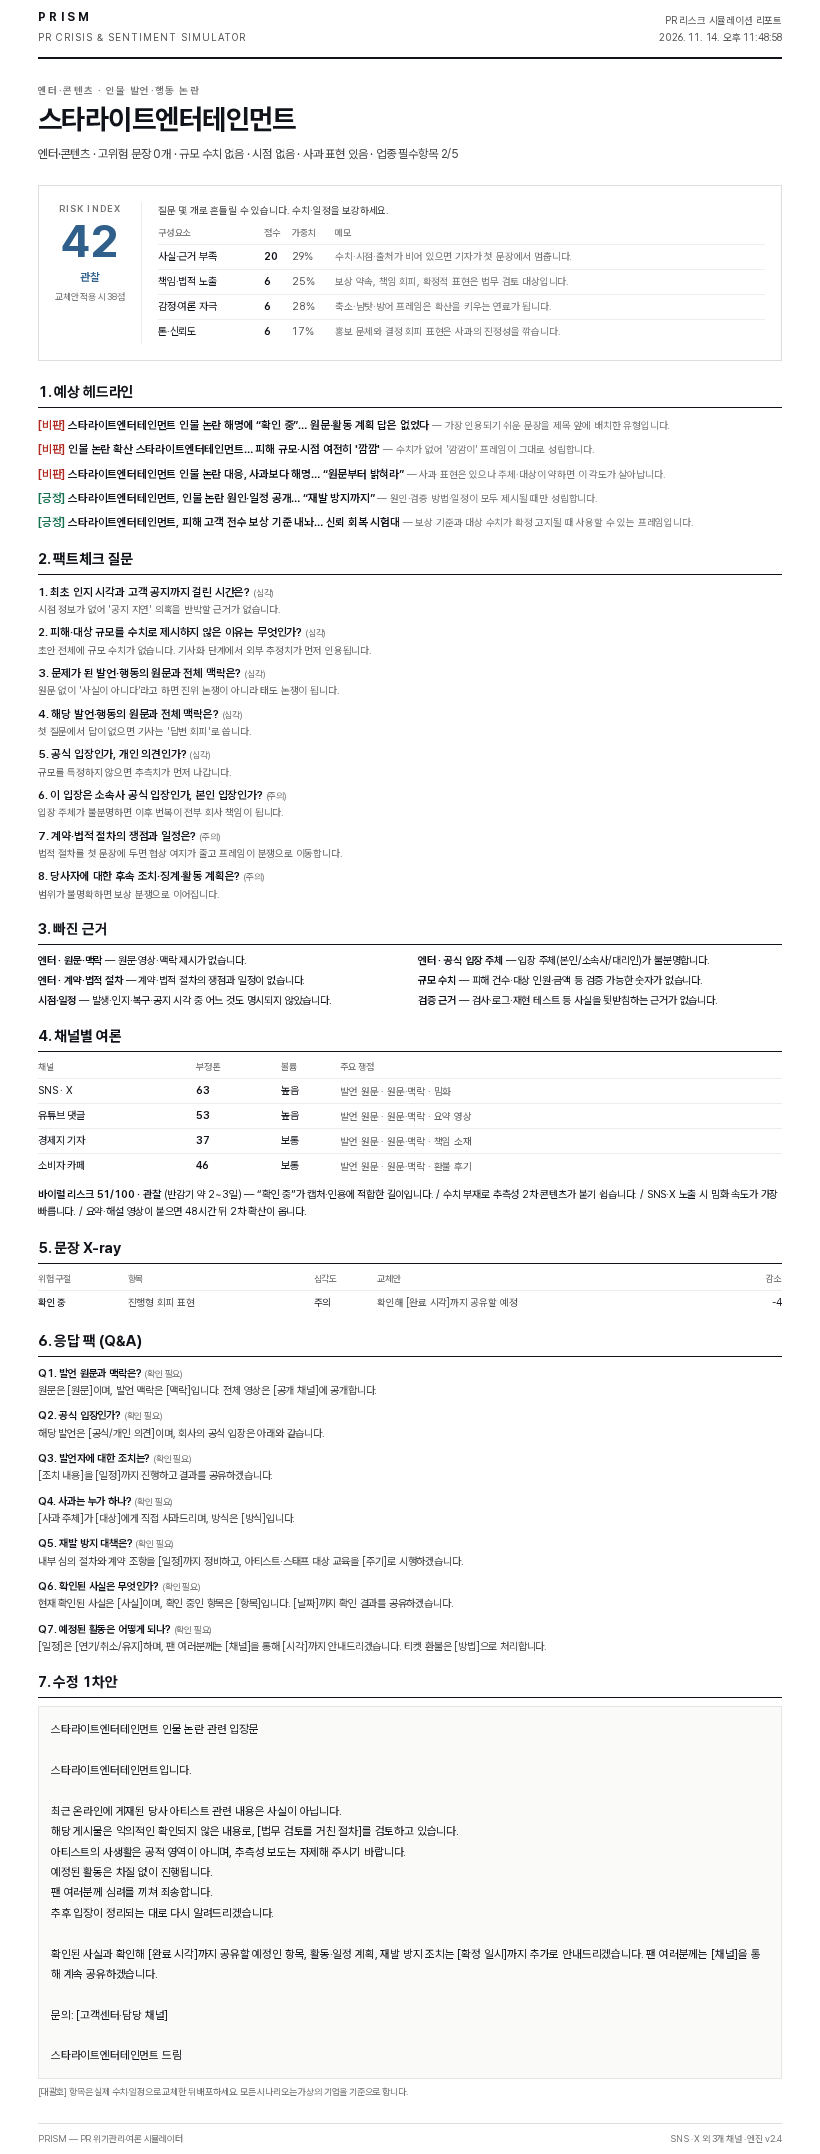 PRISM
PR CRISIS & SENTIMENT SIMULATOR
PR 리스크 시뮬레이션 리포트
2026. 11. 14. 오후 11:48:58
엔터·콘텐츠 · 인물 발언·행동 논란
스타라이트엔터테인먼트
엔터·콘텐츠 · 고위험 문장 0개 · 규모 수치 없음 · 시점 없음 · 사과 표현 있음 · 업종 필수항목 2/5
RISK INDEX
42
관찰
교체안 적용 시 38점
질문 몇 개로 흔들릴 수 있습니다. 수치·일정을 보강하세요.
구성요소 점수 가중치 메모
사실·근거 부족 20 29% 수치·시점·출처가 비어 있으면 기자가 첫 문장에서 멈춥니다.
책임·법적 노출 6 25% 보상 약속, 책임 회피, 확정적 표현은 법무 검토 대상입니다.
감정·여론 자극 6 28% 축소·남탓·방어 프레임은 확산을 키우는 연료가 됩니다.
톤·신뢰도 6 17% 홍보 문체와 결정 회피 표현은 사과의 진정성을 깎습니다.
1. 예상 헤드라인
[비판] 스타라이트엔터테인먼트 인물 논란 해명에 “확인 중”… 원문·활동 계획 답은 없었다 — 가장 인용되기 쉬운 문장을 제목 앞에 배치한 유형입니다.
[비판] 인물 논란 확산 스타라이트엔터테인먼트… 피해 규모·시점 여전히 '깜깜' — 수치가 없어 '깜깜이' 프레임이 그대로 성립합니다.
[비판] 스타라이트엔터테인먼트 인물 논란 대응, 사과보다 해명… “원문부터 밝혀라” — 사과 표현은 있으나 주체·대상이 약하면 이 각도가 살아납니다.
[긍정] 스타라이트엔터테인먼트, 인물 논란 원인·일정 공개… “재발 방지까지” — 원인·검증 방법·일정이 모두 제시될 때만 성립합니다.
[긍정] 스타라이트엔터테인먼트, 피해 고객 전수 보상 기준 내놔… 신뢰 회복 시험대 — 보상 기준과 대상 수치가 확정 고지될 때 사용할 수 있는 프레임입니다.
2. 팩트체크 질문
1. 최초 인지 시각과 고객 공지까지 걸린 시간은? (심각)
시점 정보가 없어 '공지 지연' 의혹을 반박할 근거가 없습니다.
2. 피해·대상 규모를 수치로 제시하지 않은 이유는 무엇인가? (심각)
초안 전체에 규모 수치가 없습니다. 기사화 단계에서 외부 추정치가 먼저 인용됩니다.
3. 문제가 된 발언·행동의 원문과 전체 맥락은? (심각)
원문 없이 '사실이 아니다'라고 하면 진위 논쟁이 아니라 태도 논쟁이 됩니다.
4. 해당 발언·행동의 원문과 전체 맥락은? (심각)
첫 질문에서 답이 없으면 기사는 '답변 회피'로 씁니다.
5. 공식 입장인가, 개인 의견인가? (심각)
규모를 특정하지 않으면 추측치가 먼저 나갑니다.
6. 이 입장은 소속사 공식 입장인가, 본인 입장인가? (주의)
입장 주체가 불분명하면 이후 번복이 전부 회사 책임이 됩니다.
7. 계약·법적 절차의 쟁점과 일정은? (주의)
법적 절차를 첫 문장에 두면 협상 여지가 줄고 프레임이 분쟁으로 이동합니다.
8. 당사자에 대한 후속 조치·징계·활동 계획은? (주의)
범위가 불명확하면 보상 분쟁으로 이어집니다.
3. 빠진 근거
엔터 · 원문·맥락 — 원문·영상·맥락 제시가 없습니다.
엔터 · 공식 입장 주체 — 입장 주체(본인/소속사/대리인)가 불분명합니다.
엔터 · 계약·법적 절차 — 계약·법적 절차의 쟁점과 일정이 없습니다.
규모 수치 — 피해 건수·대상 인원·금액 등 검증 가능한 숫자가 없습니다.
시점·일정 — 발생·인지·복구·공지 시각 중 어느 것도 명시되지 않았습니다.
검증 근거 — 검사·로그·재현 테스트 등 사실을 뒷받침하는 근거가 없습니다.
4. 채널별 여론
채널 부정톤 볼륨 주요 쟁점
SNS · X 63 높음 발언 원문 · 원문·맥락 · 밈화
유튜브 댓글 53 높음 발언 원문 · 원문·맥락 · 요약 영상
경제지 기자 37 보통 발언 원문 · 원문·맥락 · 책임 소재
소비자 카페 46 보통 발언 원문 · 원문·맥락 · 환불 후기
바이럴 리스크 51/100 · 관찰 (반감기 약 2~3일) — “확인 중”가 캡처·인용에 적합한 길이입니다. / 수치 부재로 추측성 2차 콘텐츠가 붙기 쉽습니다. / SNS·X 노출 시 밈화 속도가 가장
빠릅니다. / 요약·해설 영상이 붙으면 48시간 뒤 2차 확산이 옵니다.
5. 문장 X-ray
위험 구절 항목 심각도 교체안 감소
확인 중 진행형 회피 표현 주의 확인해 [완료 시각]까지 공유할 예정 -4
6. 응답 팩 (Q&A)
Q1. 발언 원문과 맥락은? (확인 필요)
원문은 [원문]이며, 발언 맥락은 [맥락]입니다. 전체 영상은 [공개 채널]에 공개합니다.
Q2. 공식 입장인가? (확인 필요)
해당 발언은 [공식/개인 의견]이며, 회사의 공식 입장은 아래와 같습니다.
Q3. 발언자에 대한 조치는? (확인 필요)
[조치 내용]을 [일정]까지 진행하고 결과를 공유하겠습니다.
Q4. 사과는 누가 하나? (확인 필요)
[사과 주체]가 [대상]에게 직접 사과드리며, 방식은 [방식]입니다.
Q5. 재발 방지 대책은? (확인 필요)
내부 심의 절차와 계약 조항을 [일정]까지 정비하고, 아티스트·스태프 대상 교육을 [주기]로 시행하겠습니다.
Q6. 확인된 사실은 무엇인가? (확인 필요)
현재 확인된 사실은 [사실]이며, 확인 중인 항목은 [항목]입니다. [날짜]까지 확인 결과를 공유하겠습니다.
Q7. 예정된 활동은 어떻게 되나? (확인 필요)
[일정]은 [연기/취소/유지]하며, 팬 여러분께는 [채널]을 통해 [시각]까지 안내드리겠습니다. 티켓 환불은 [방법]으로 처리합니다.
7. 수정 1차안
스타라이트엔터테인먼트 인물 논란 관련 입장문
스타라이트엔터테인먼트입니다.
최근 온라인에 게재된 당사 아티스트 관련 내용은 사실이 아닙니다.
해당 게시물은 악의적인 확인되지 않은 내용로, [법무 검토를 거친 절차]를 검토하고 있습니다.
아티스트의 사생활은 공적 영역이 아니며, 추측성 보도는 자제해 주시기 바랍니다.
예정된 활동은 차질 없이 진행됩니다.
팬 여러분께 심려를 끼쳐 죄송합니다.
추후 입장이 정리되는 대로 다시 알려드리겠습니다.
확인된 사실과 확인해 [완료 시각]까지 공유할 예정인 항목, 활동·일정 계획, 재발 방지 조치는 [확정 일시]까지 추가로 안내드리겠습니다. 팬 여러분께는 [채널]을 통
해 계속 공유하겠습니다.
문의: [고객센터·담당 채널]
스타라이트엔터테인먼트 드림
[대괄호] 항목은 실제 수치·일정으로 교체한 뒤 배포하세요. 모든 시나리오는 가상의 기업을 기준으로 합니다.
PRISM — PR 위기관리·여론 시뮬레이터
SNS · X 외 3개 채널 · 엔진 v2.4